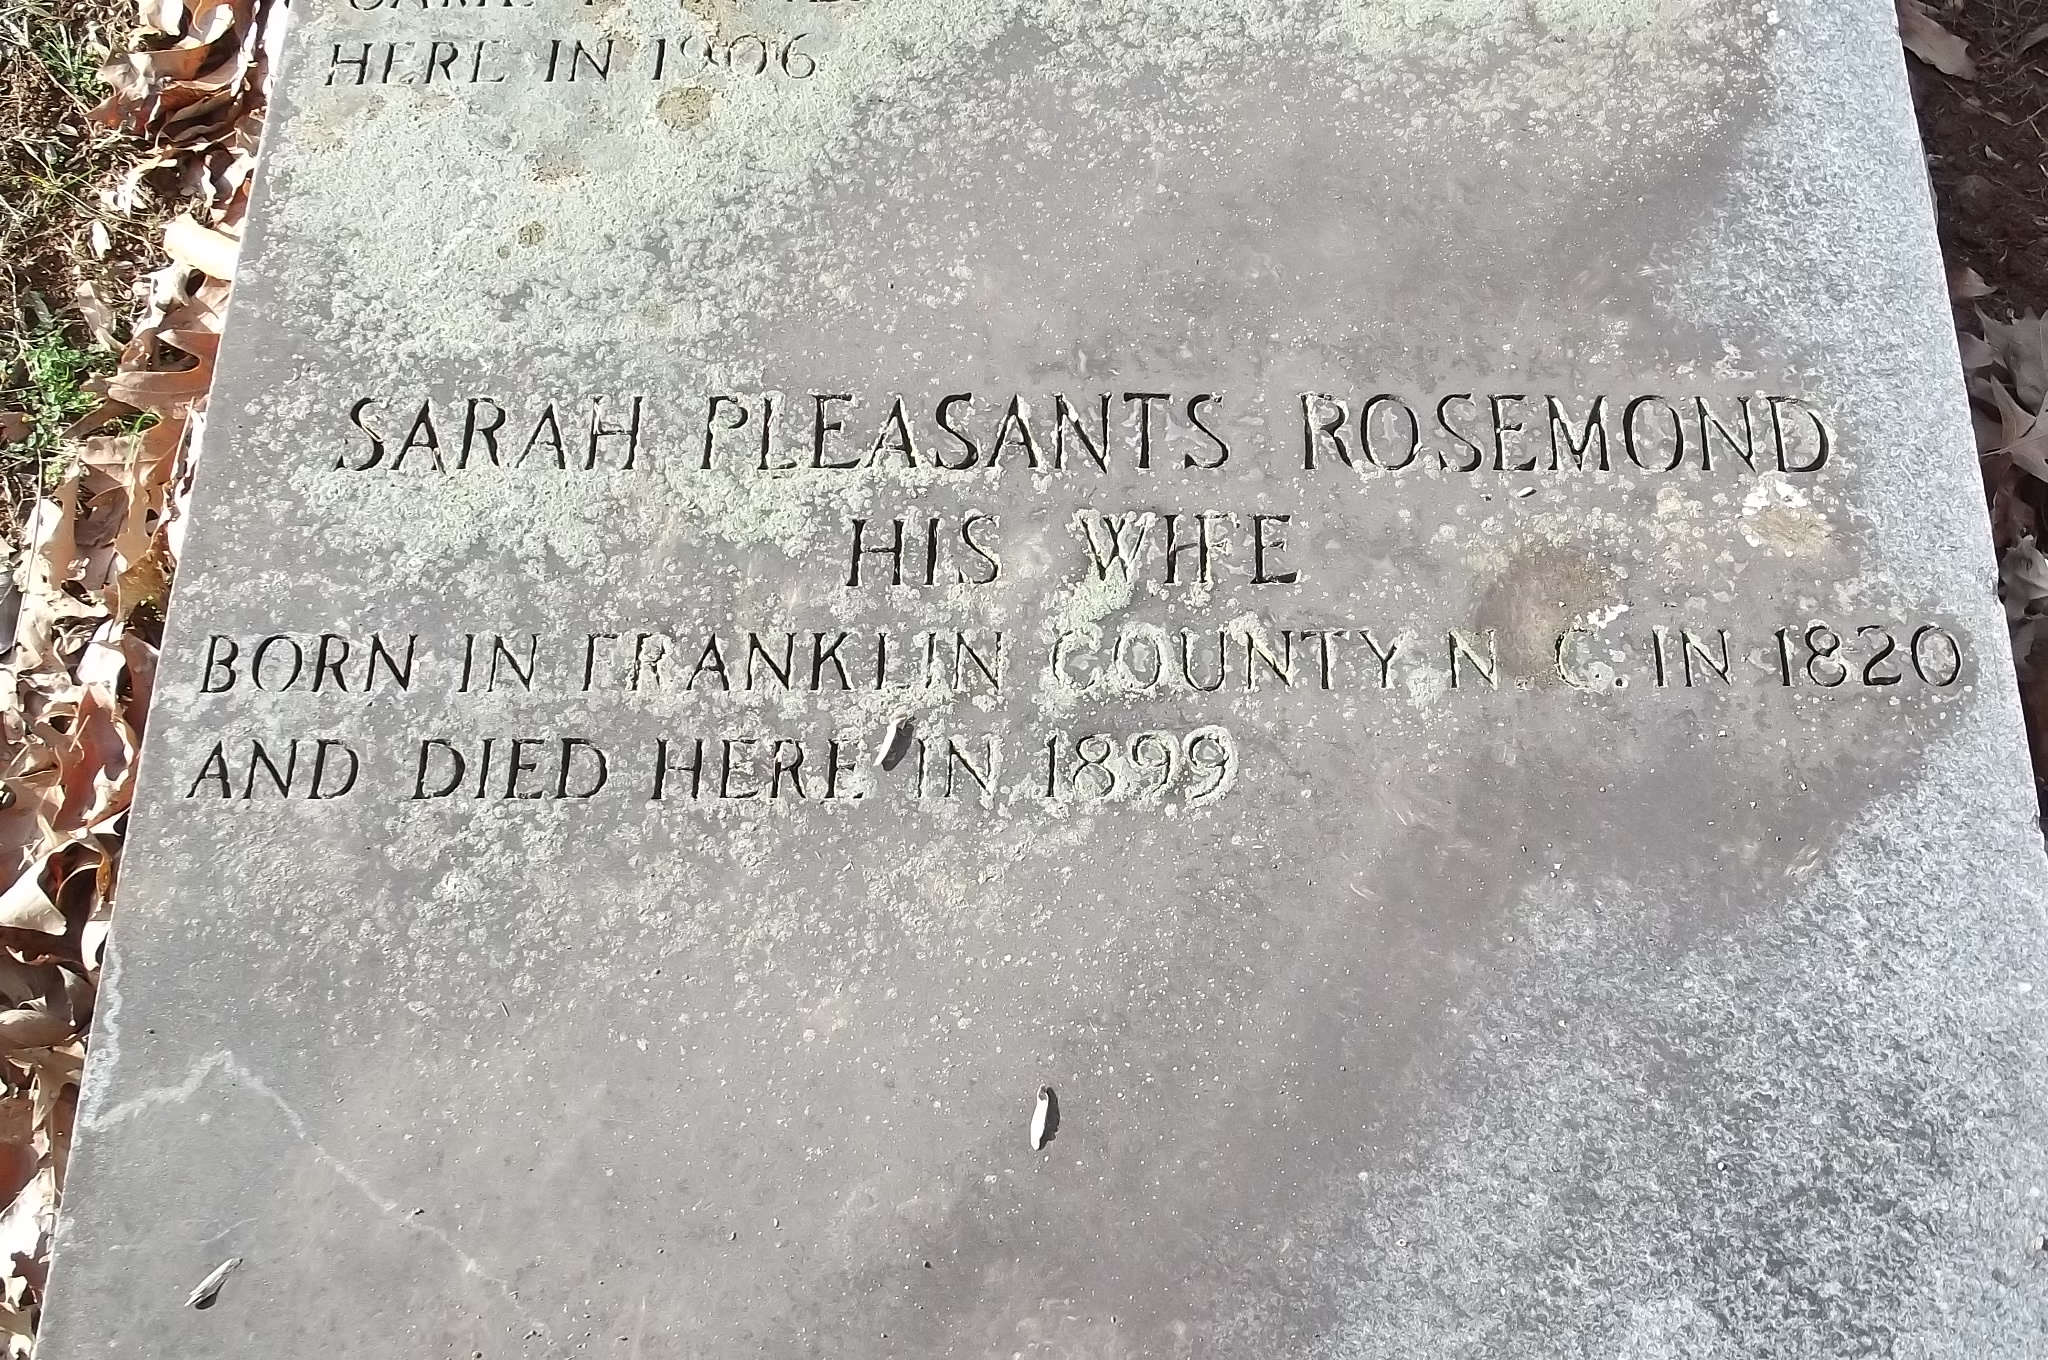 HERE IN 1906
SARAH PLEASANTS ROSEMOND
HIS WIFE
BORN IN FRANKLIN COUNTY N.C. IN 1820
AND DIED HERE IN 1899